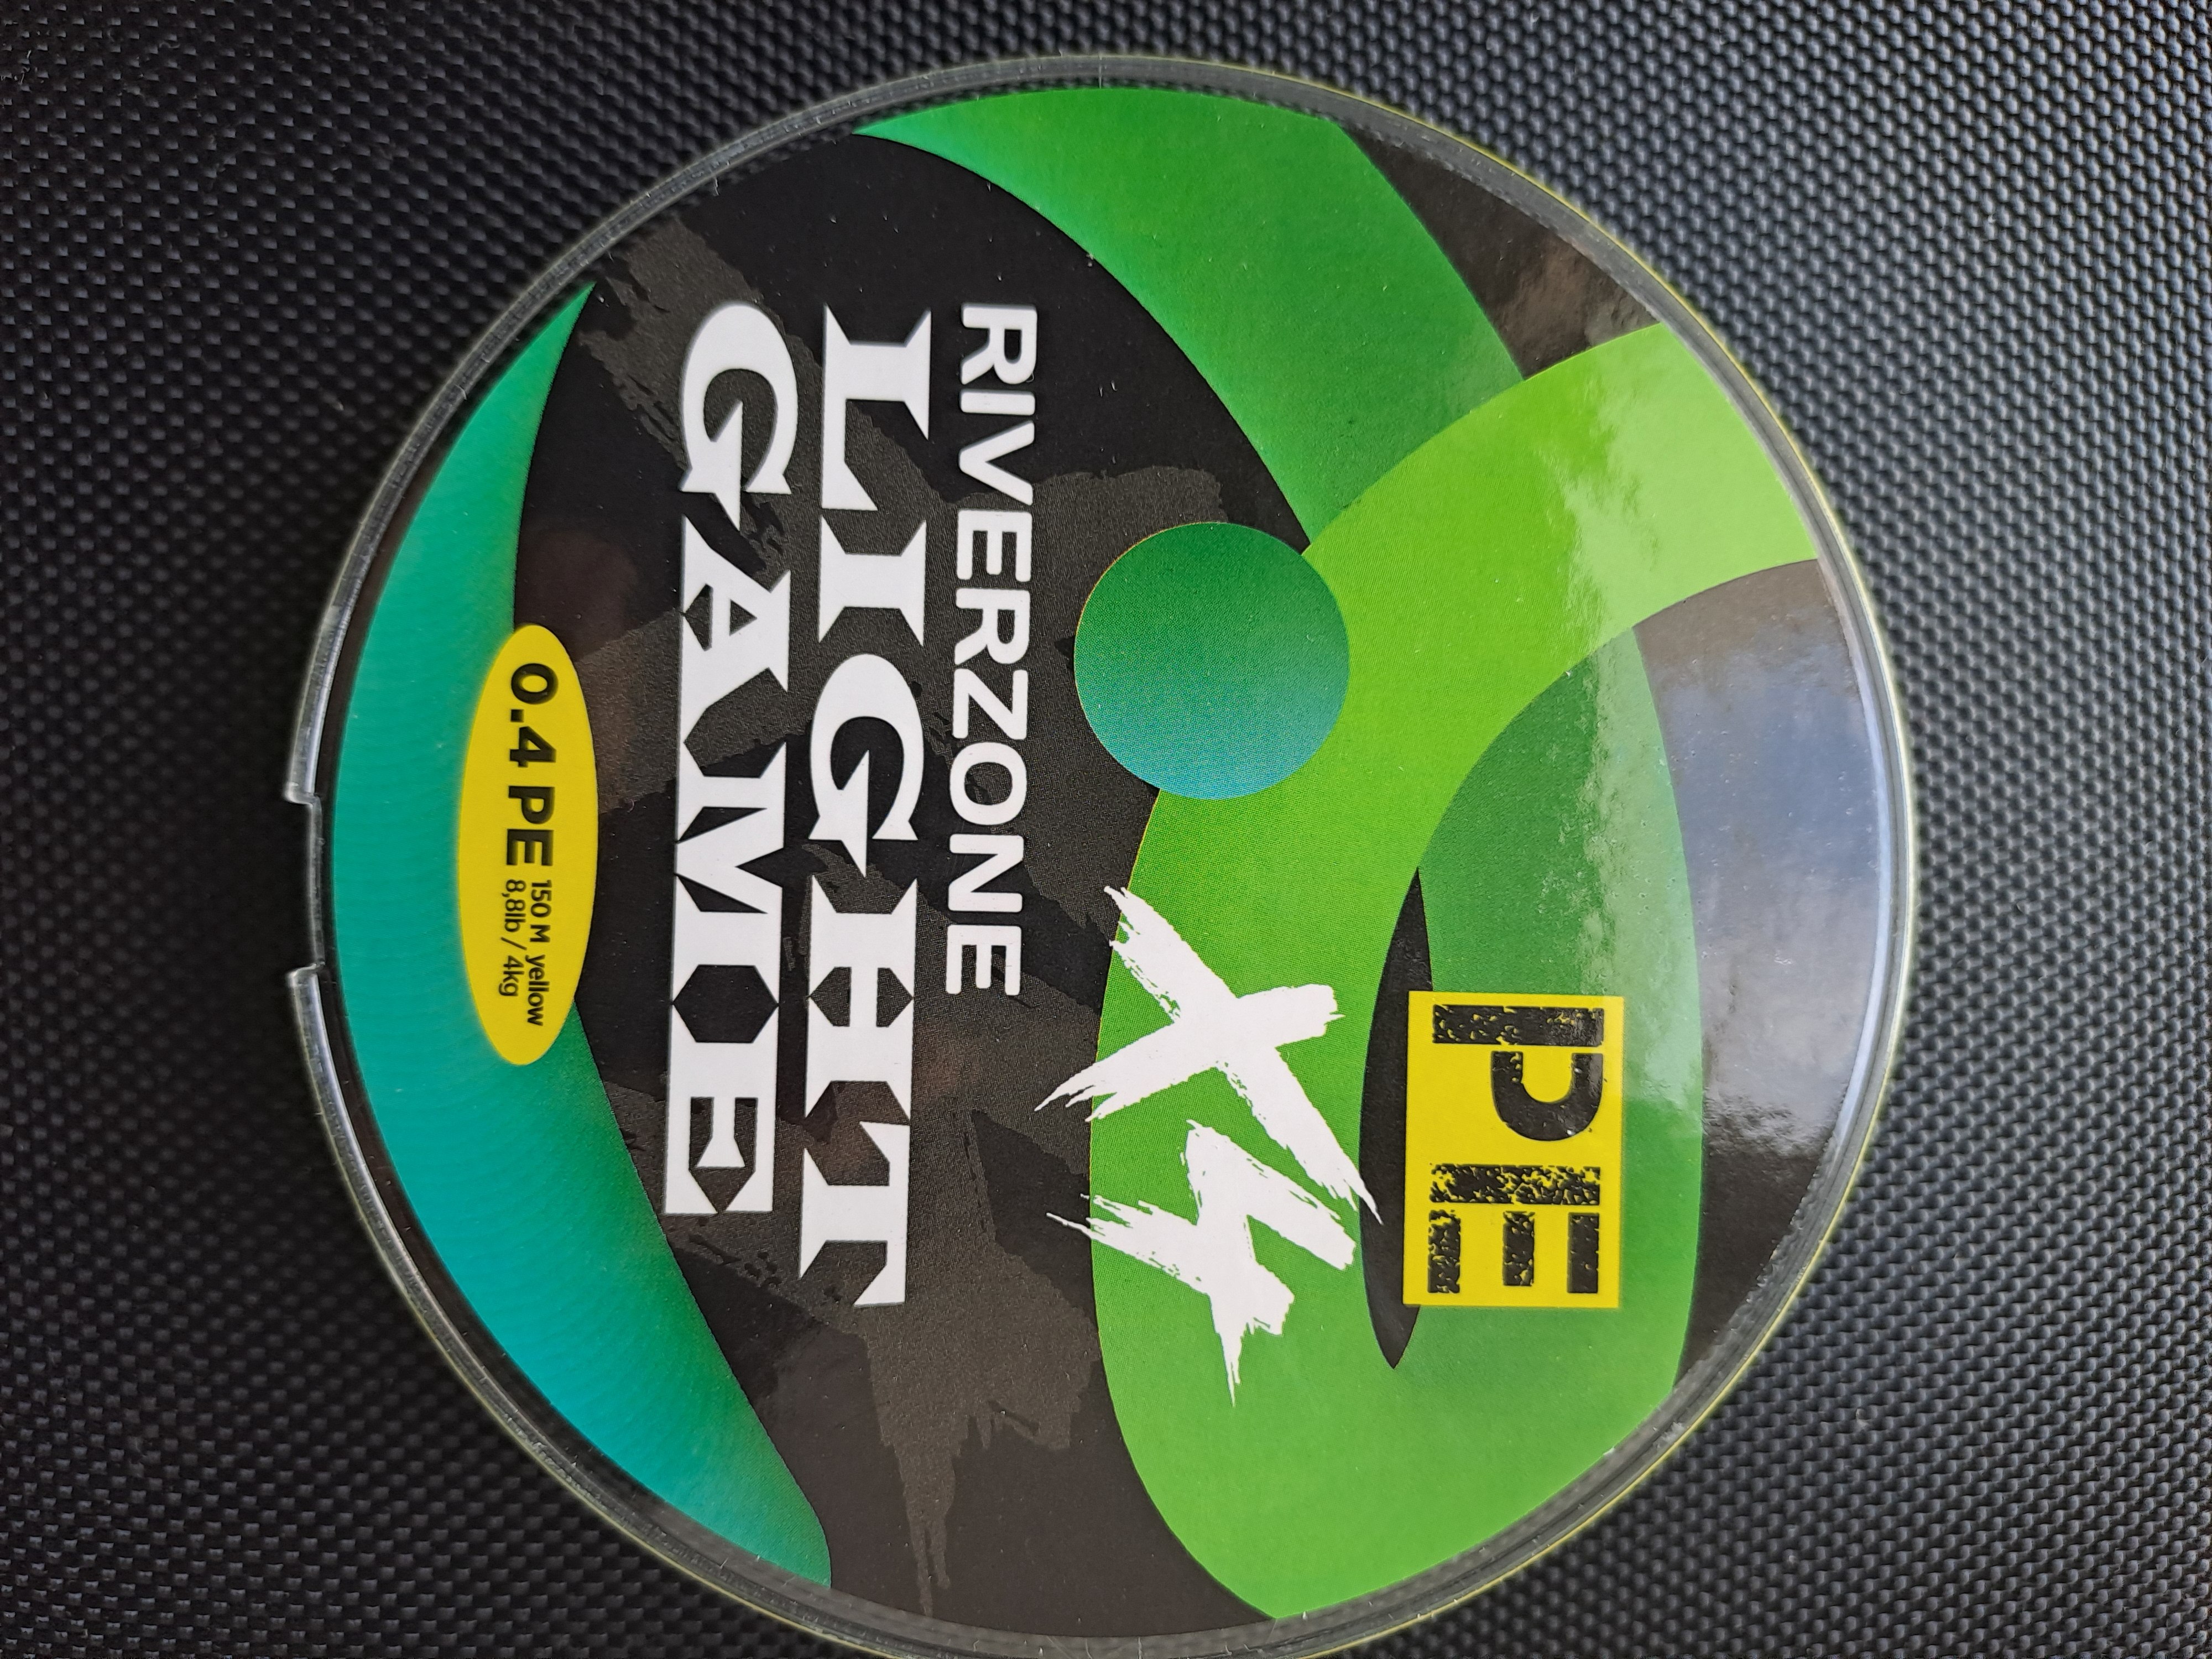 PE
X4
RIVERZONE
LIGHT
GAME
0.4 PE
150 M yellow
8,8lb / 4kg